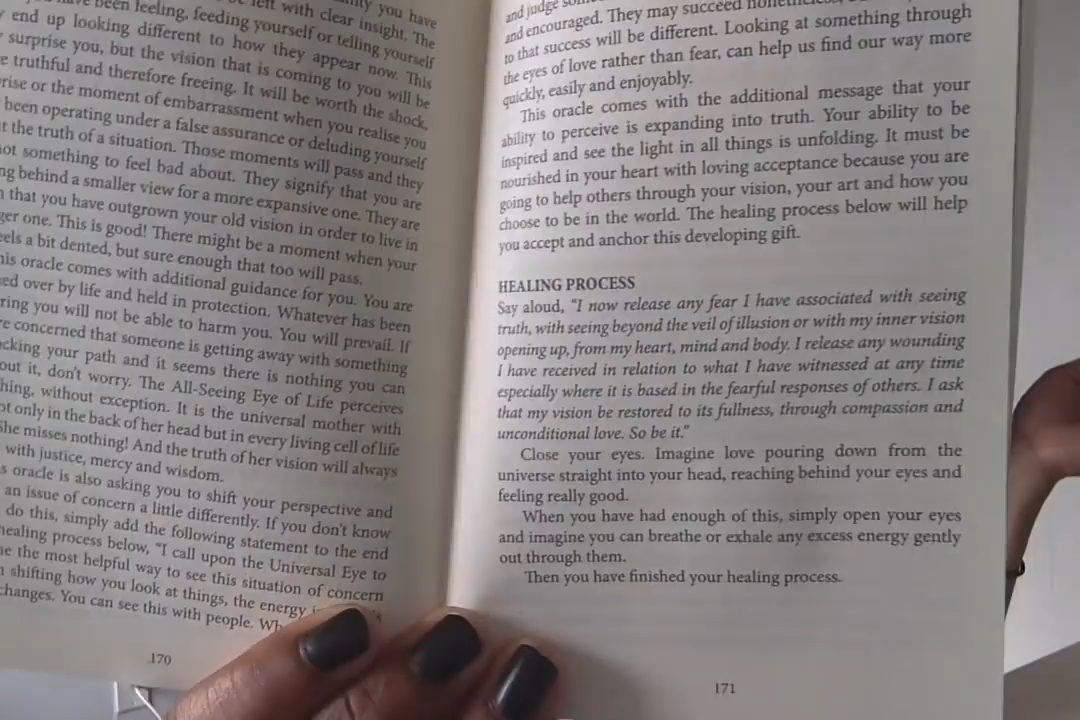 left with clear insight. The
been feeling, feeding yourself or telling yourself
end up looking different to how they appear now. This
surprise you, but the vision that is coming to you will be
truthful and therefore freeing. It will be worth the shock,
or the moment of embarrassment when you realise you
been operating under a false assurance or deluding yourself
the truth of a situation. Those moments will pass and they
not something to feel bad about. They signify that you are
behind a smaller view for a more expansive one. They are
that you have outgrown your old vision in order to live in
one. This is good! There might be a moment when your
a bit dented, but sure enough that too will pass.
oracle comes with additional guidance for you. You are
over by life and held in protection. Whatever has been
you will not be able to harm you. You will prevail. If
concerned that someone is getting away with something
your path and it seems there is nothing you can
out it, don't worry. The All-Seeing Eye of Life perceives
without exception. It is the universal mother with
only in the back of her head but in every living cell of life
She misses nothing! And the truth of her vision will always
with justice, mercy and wisdom.
oracle is also asking you to shift your perspective and
an issue of concern a little differently. If you don't know
do this, simply add the following statement to the end
healing process below, “I call upon the Universal Eye to
the most helpful way to see this situation of concern
shifting how you look at things, the energy
changes. You can see this with people.
170
and judge
and encouraged. They may succeed
to that success will be different. Looking at something through
the eyes of love rather than fear, can help us find our way more
quickly, easily and enjoyably.
This oracle comes with the additional message that your
ability to perceive is expanding into truth. Your ability to be
inspired and see the light in all things is unfolding. It must be
nourished in your heart with loving acceptance because you are
going to help others through your vision, your art and how you
choose to be in the world. The healing process below will help
you accept and anchor this developing gift.
HEALING PROCESS
Say aloud, “I now release any fear I have associated with seeing
truth, with seeing beyond the veil of illusion or with my inner vision
opening up, from my heart, mind and body. I release any wounding
I have received in relation to what I have witnessed at any time
especially where it is based in the fearful responses of others. I ask
that my vision be restored to its fullness, through compassion and
unconditional love. So be it.”
Close your eyes. Imagine love pouring down from the
universe straight into your head, reaching behind your eyes and
feeling really good.
When you have had enough of this, simply open your eyes
and imagine you can breathe or exhale any excess energy gently
out through them.
Then you have finished your healing process.
171